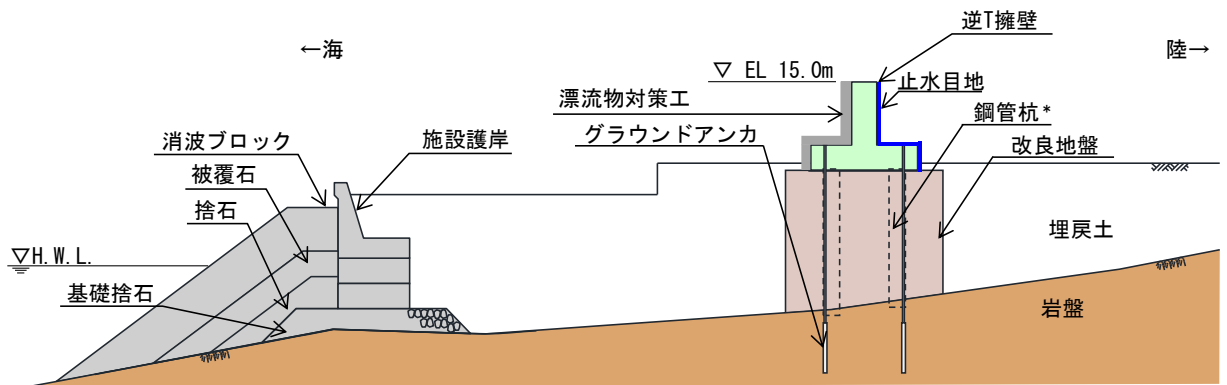 逆T擁壁
←海
陸→
▽ EL 15.0m
止水目地
漂流物対策工
鋼管杭*
グラウンドアンカ
施設護岸
改良地盤
消波ブロック
被覆石
捨石
埋戻土
▽H.W.L.
基礎捨石
岩盤